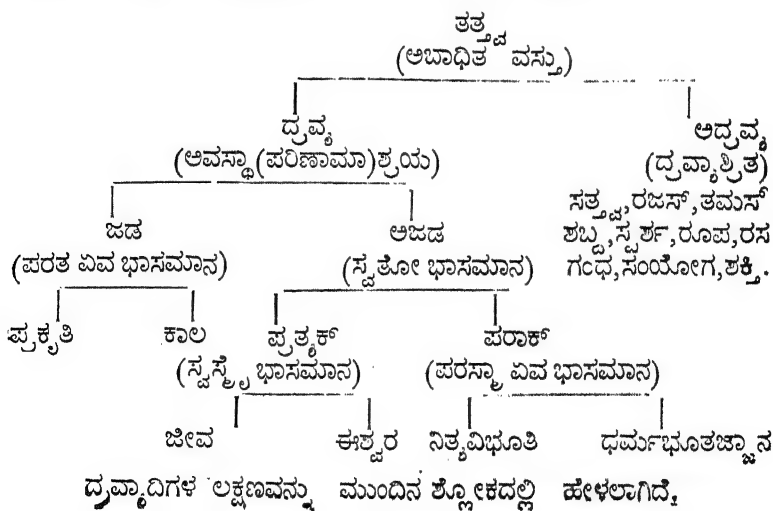 ತತ್ತ್ವ
(ಅಬಾಧಿತ ವಸ್ತು)
ದ್ರವ್ಯ
(ಅವಸ್ಥಾ(ಪರಿಣಾಮಾ)ಶ್ರಯ)
ಅದ್ರವ್ಯ
(ದ್ರವ್ಯಾಶ್ರಿತ)
ಸತ್ತ್ವ,ರಜಸ್,ತಮಸ್
ಶಬ್ದ,ಸ್ಪರ್ಶ,ರೂಪ,ರಸ
ಗಂಧ,ಸಂಯೋಗ,ಶಕ್ತಿ.
ಜಡ
(ಪರತ ಏವ ಭಾಸಮಾನ)
ಅಜಡ
(ಸ್ವತೋ ಭಾಸಮಾನ)
ಪ್ರಕೃತಿ ಕಾಲ ಪ್ರತ್ಯಕ್ ಪರಾಕ್
(ಸ್ವಸ್ಮೈ ಭಾಸಮಾನ) (ಪರಸ್ಮಾ ಏವ ಭಾಸಮಾನ)
ಜೀವ ಈಶ್ವರ ನಿತ್ಯವಿಭೂತಿ ಧರ್ಮಭೂತಜ್ಞಾನ
ದ್ರವ್ಯಾದಿಗಳ ಲಕ್ಷಣವನ್ನು ಮುಂದಿನ ಶ್ಲೋಕದಲ್ಲಿ ಹೇಳಲಾಗಿದೆ.